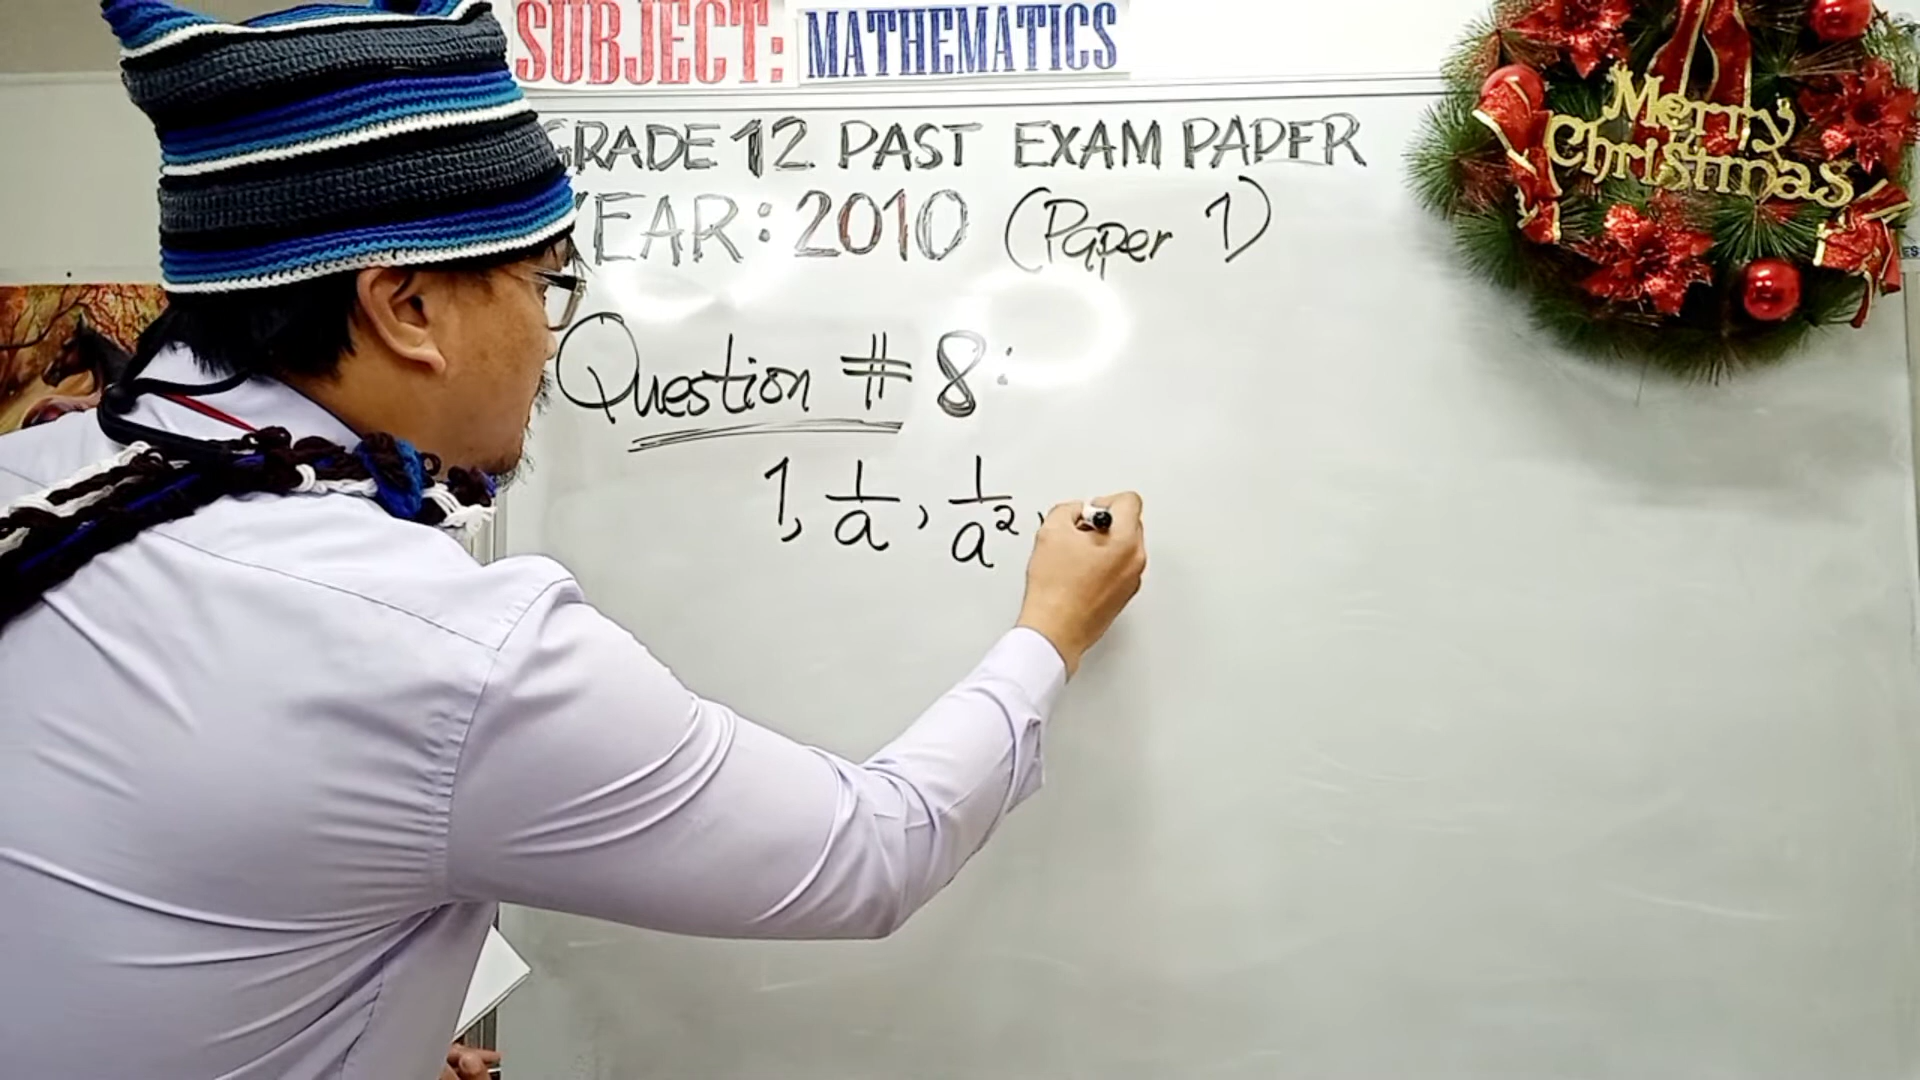 SUBJECT: MATHEMATICS
GRADE 12 PAST EXAM PAPER
YEAR: 2010 (Paper 1)
Question # 8:
1, 1/a, 1/a²,
Merry
Christmas